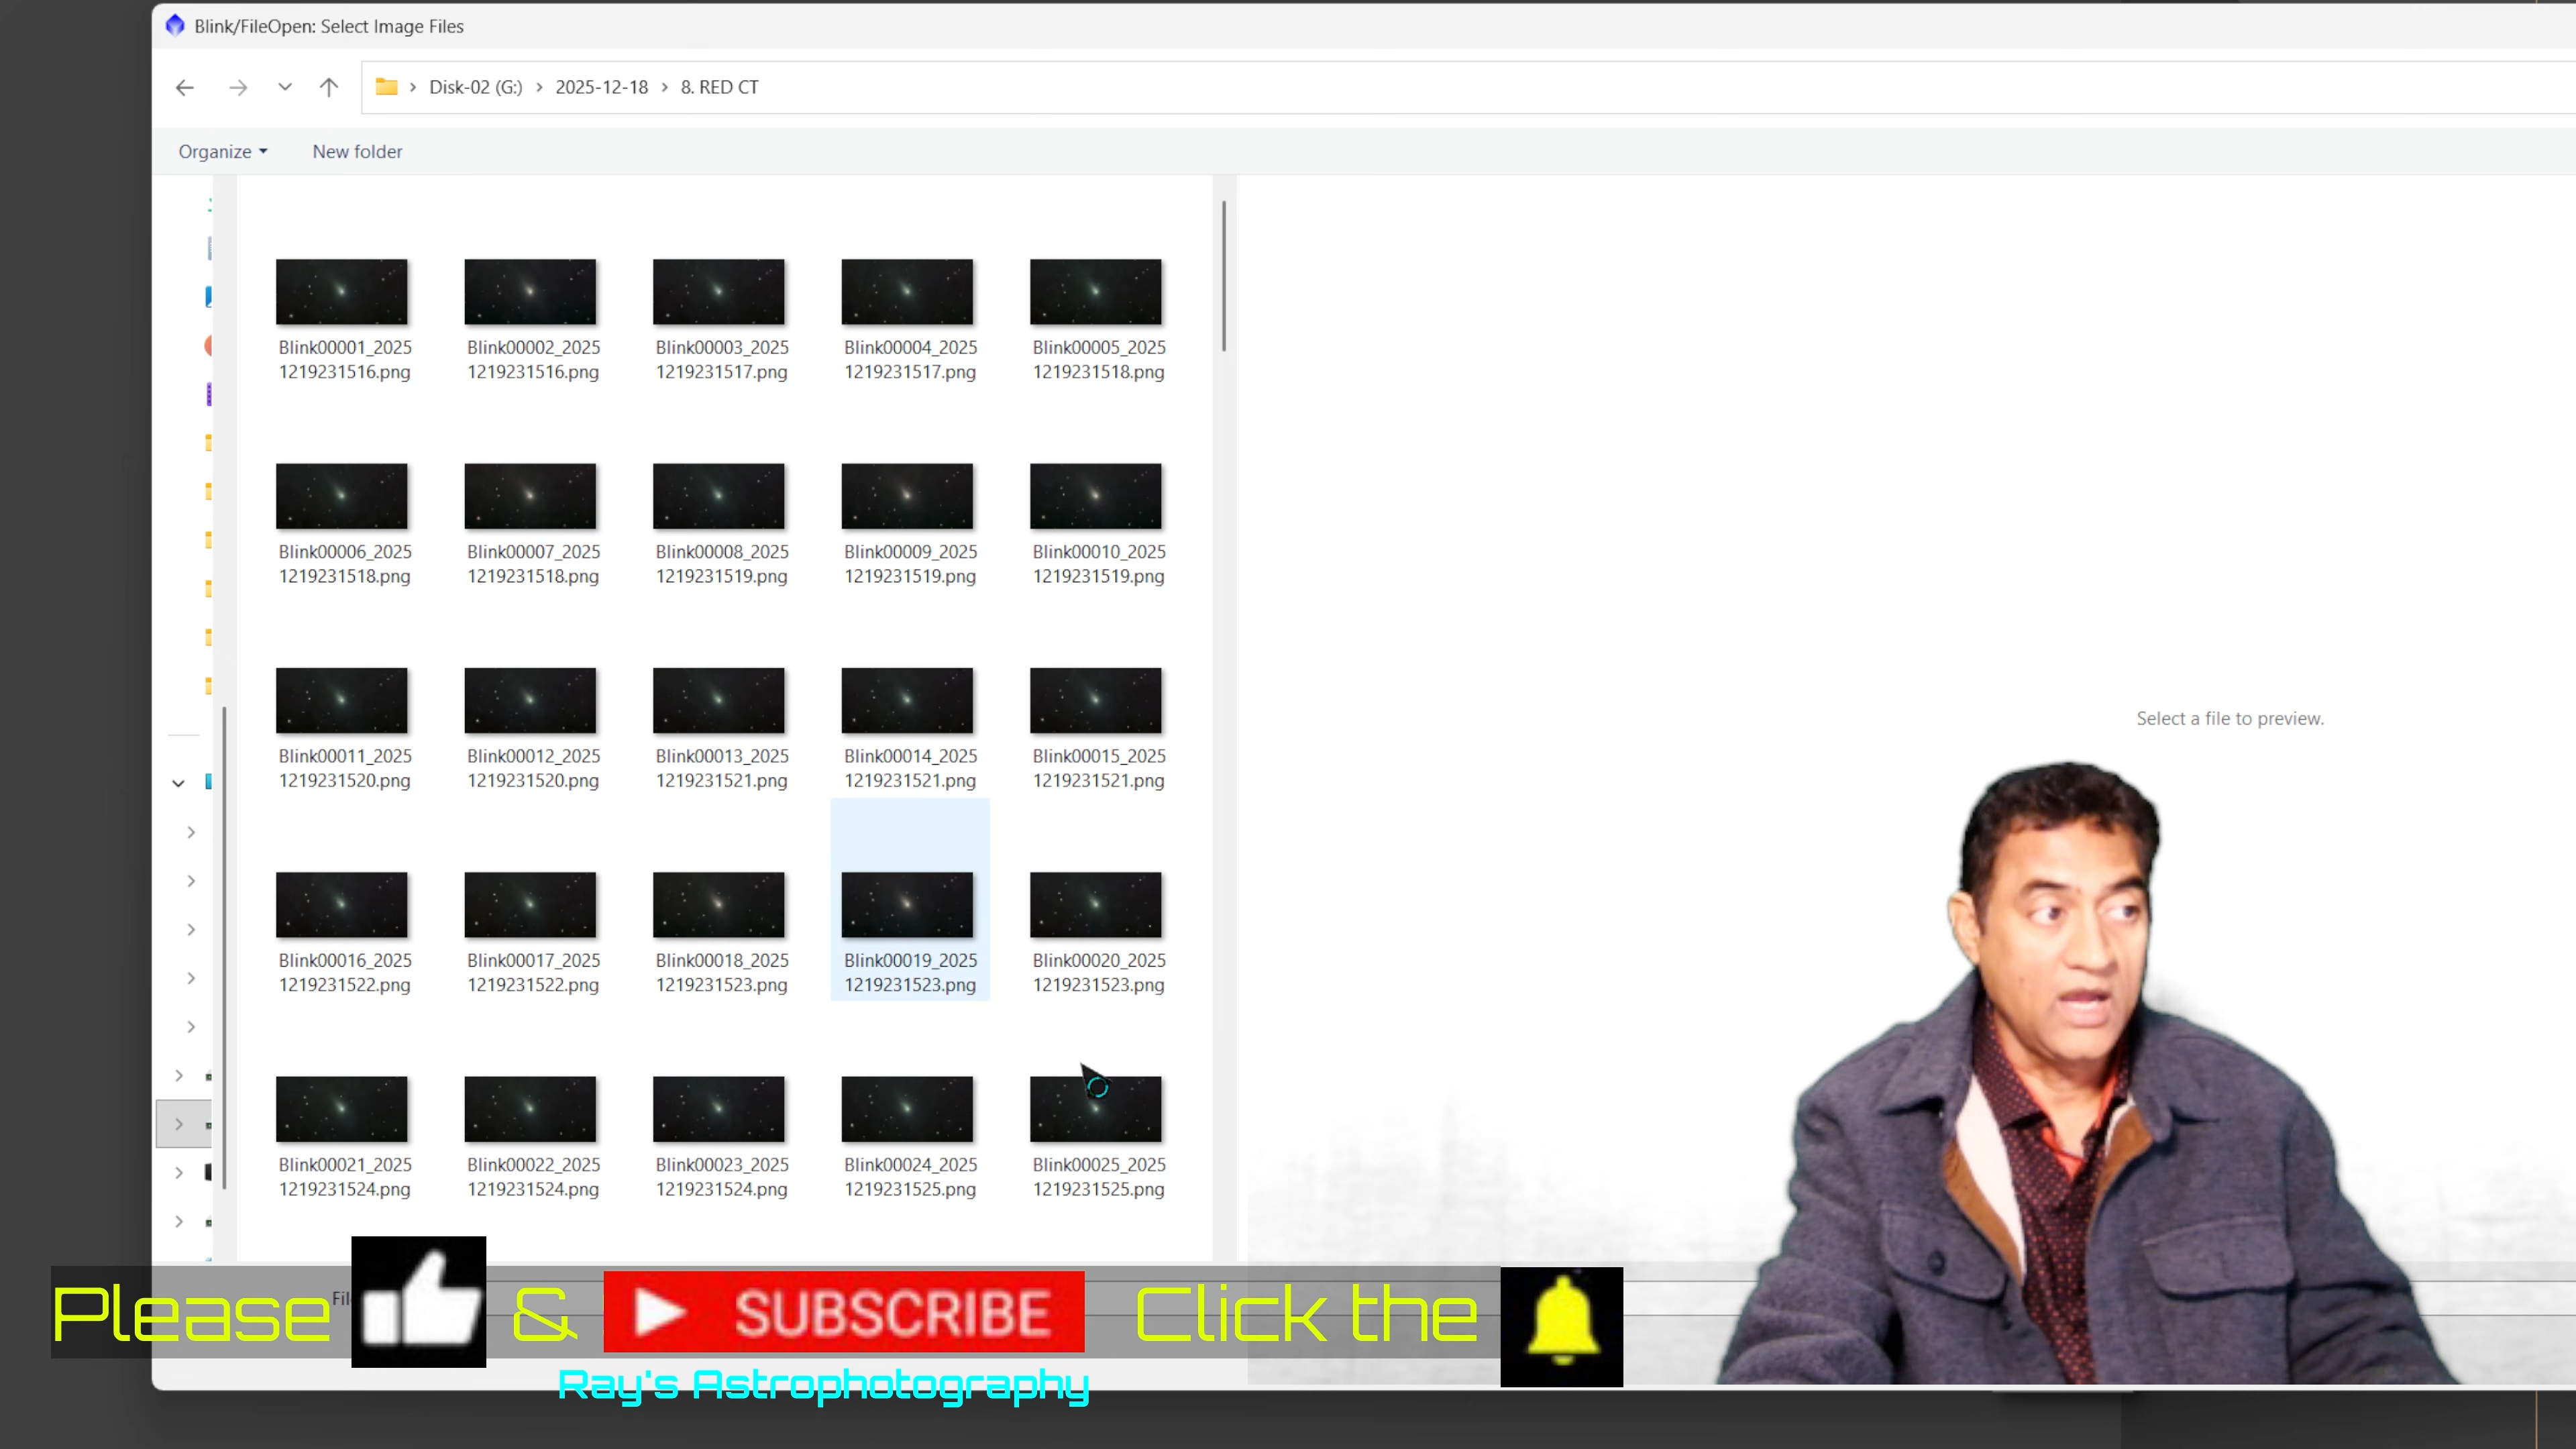 Blink/FileOpen: Select Image Files
Disk-02 (G:) > 2025-12-18 > 8. RED CT
Organize New folder
Blink00001_2025 Blink00002_2025 Blink00003_2025 Blink00004_2025 Blink00005_2025
1219231516.png 1219231516.png 1219231517.png 1219231517.png 1219231518.png
Blink00006_2025 Blink00007_2025 Blink00008_2025 Blink00009_2025 Blink00010_2025
1219231518.png 1219231518.png 1219231519.png 1219231519.png 1219231519.png
Blink00011_2025 Blink00012_2025 Blink00013_2025 Blink00014_2025 Blink00015_2025
1219231520.png 1219231520.png 1219231521.png 1219231521.png 1219231521.png
Select a file to preview.
Blink00016_2025 Blink00017_2025 Blink00018_2025 Blink00019_2025 Blink00020_2025
1219231522.png 1219231522.png 1219231523.png 1219231523.png 1219231523.png
Blink00021_2025 Blink00022_2025 Blink00023_2025 Blink00024_2025 Blink00025_2025
1219231524.png 1219231524.png 1219231524.png 1219231525.png 1219231525.png
Please & SUBSCRIBE Click the
Ray's Astrophotography